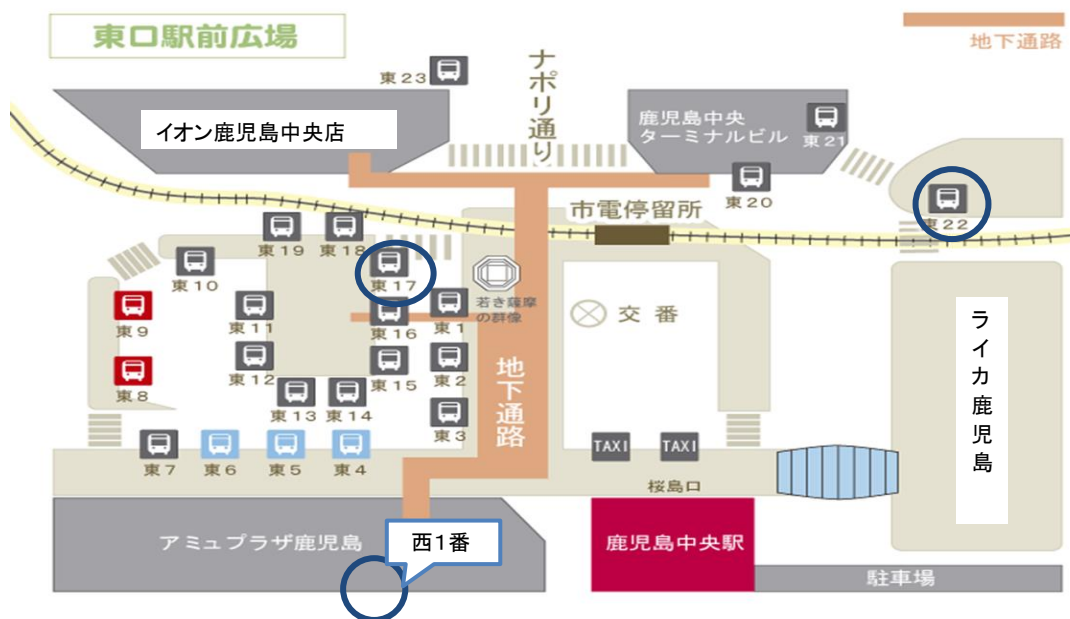 東口駅前広場
地下通路
東23
ナポリ通り
イオン鹿児島中央店
鹿児島中央
ターミナルビル
東21
東20
東22
市電停留所
東19
東18
東17
東10
若き薩摩
の群像
東9
東11
東16
東1
交番
ライカ鹿児島
東8
東12
東15
東2
地下通路
東13
東14
東3
東7
東6
東5
東4
TAXI
TAXI
桜島口
アミュプラザ鹿児島
西1番
鹿児島中央駅
駐車場